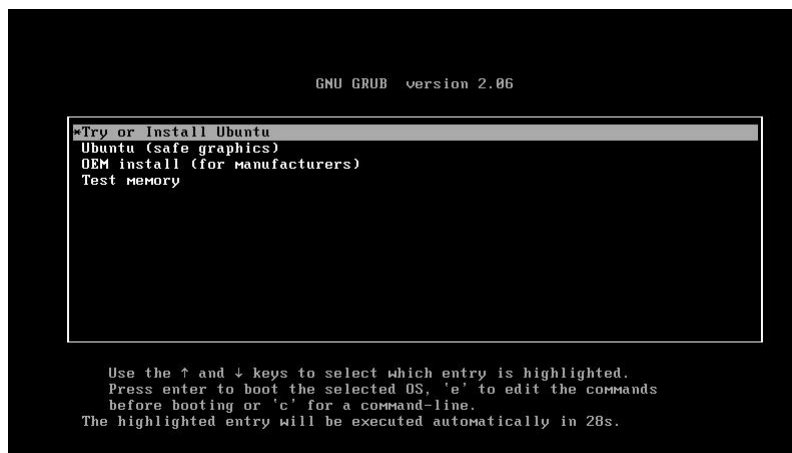 GNU GRUB version 2.06
*Try or Install Ubuntu
Ubuntu (safe graphics)
OEM install (for manufacturers)
Test memory
Use the ↑ and ↓ keys to select which entry is highlighted.
Press enter to boot the selected OS, 'e' to edit the commands
before booting or 'c' for a command-line.
The highlighted entry will be executed automatically in 28s.